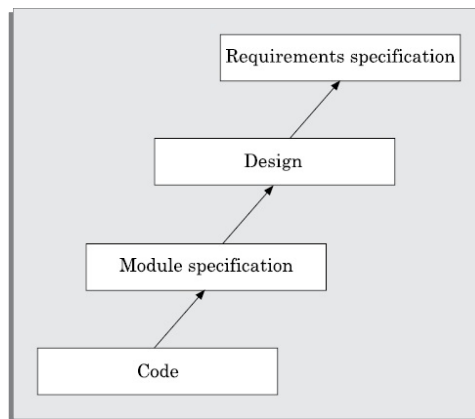 Requirements specification
Design
Module specification
Code